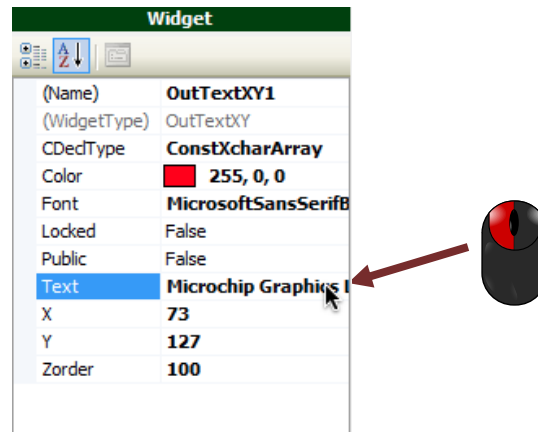 Widget
(Name) OutTextXY1
(WidgetType) OutTextXY
CDeclType ConstXcharArray
Color 255, 0, 0
Font MicrosoftSansSerifB
Locked False
Public False
Text Microchip Graphics L
X 73
Y 127
Zorder 100